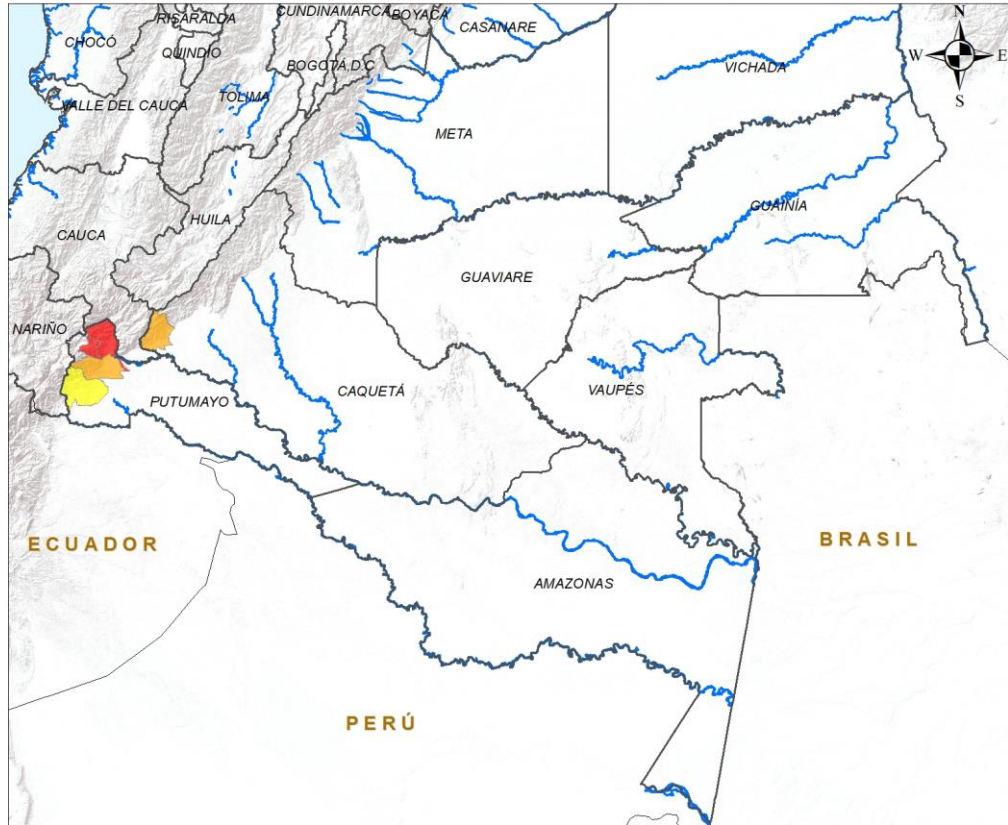 CUNDINAMARCA
BOYACÁ
RISARALDA
CASANARE
N
CHOCÓ
QUINDÍO
W
E
BOGOTÁ D.C
VICHADA
S
TOLIMA
VALLE DEL CAUCA
META
GUAINÍA
HUILA
CAUCA
GUAVIARE
NARIÑO
CAQUETÁ
VAUPÉS
PUTUMAYO
ECUADOR
BRASIL
AMAZONAS
PERÚ